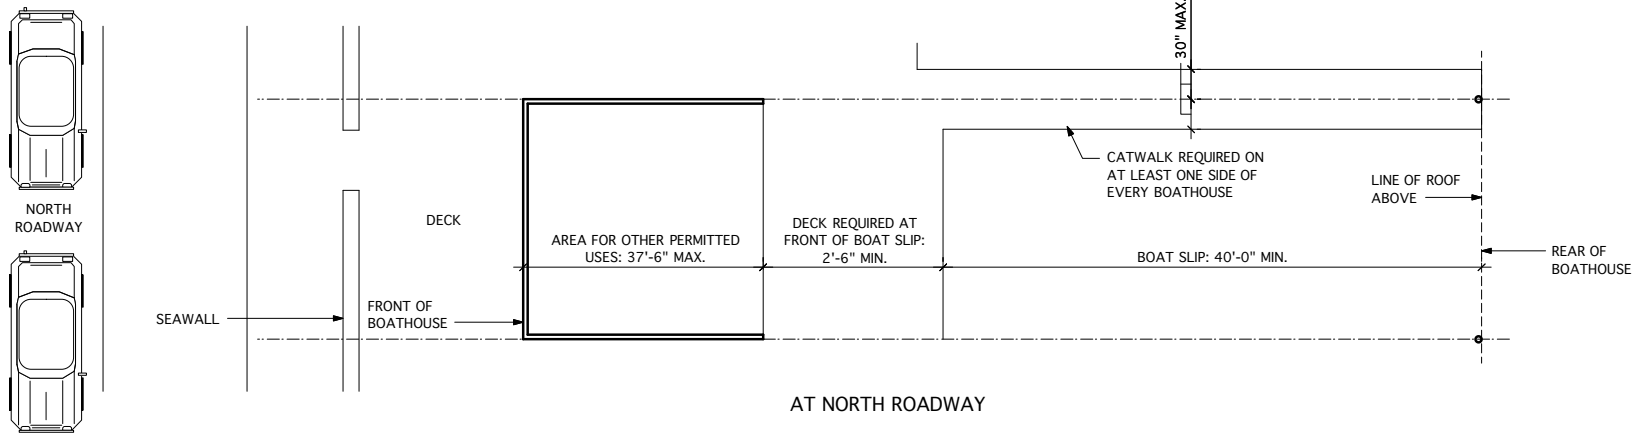 30" MAX.
CATWALK REQUIRED ON
AT LEAST ONE SIDE OF
EVERY BOATHOUSE
LINE OF ROOF
ABOVE
NORTH
ROADWAY
DECK
AREA FOR OTHER PERMITTED
USES: 37'-6" MAX.
DECK REQUIRED AT
FRONT OF BOAT SLIP:
2'-6" MIN.
BOAT SLIP: 40'-0" MIN.
REAR OF
BOATHOUSE
SEAWALL
FRONT OF
BOATHOUSE
AT NORTH ROADWAY